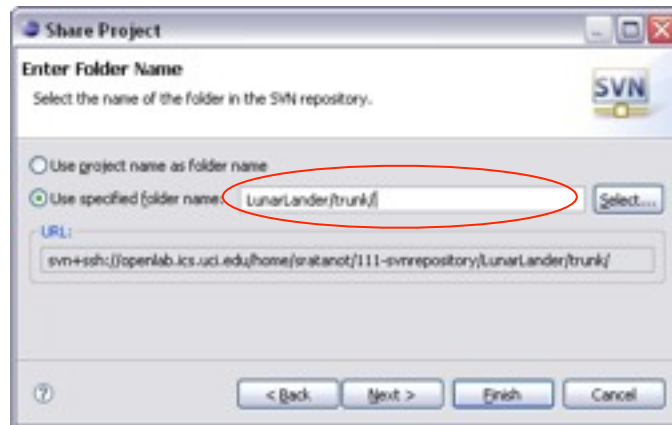 Share Project
Enter Folder Name
Select the name of the folder in the SVN repository.
SVN
Use project name as folder name
Use specified folder name: LunarLander/trunk/ Select...
URL:
svn+ssh://openlab.ics.uci.edu/home/sratanot/111-svnrepository/LunarLander/trunk/
? < Back Next > Finish Cancel